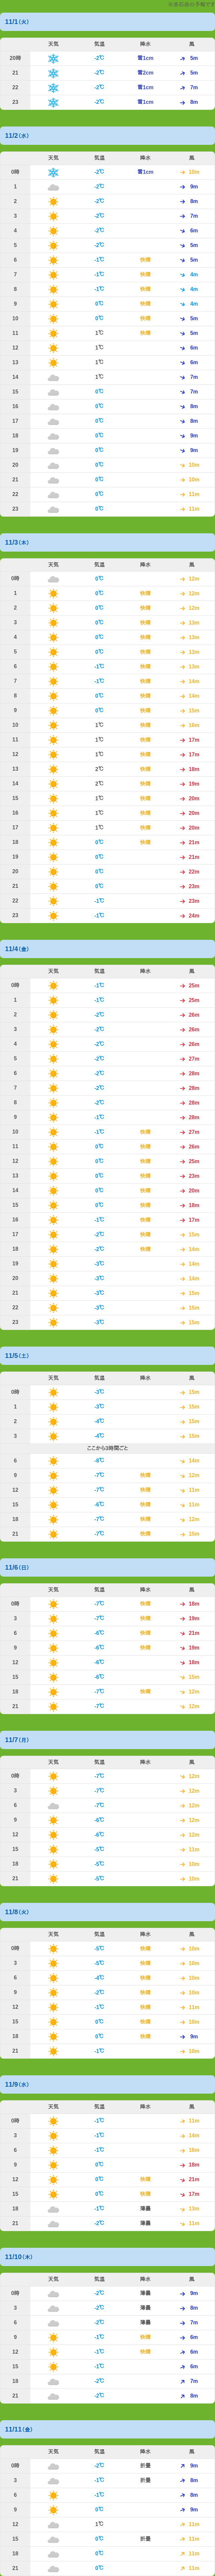 11/1(火)
天気 気温 降水 風
20時 -2℃ 雪1cm 5m
21 -2℃ 雪2cm 5m
22 -2℃ 雪1cm 7m
23 -2℃ 雪1cm 8m
11/2(水)
天気 気温 降水 風
0時 -2℃ 雪1cm 10m
1 -2℃ 9m
2 -2℃ 8m
3 -2℃ 7m
4 -2℃ 6m
5 -2℃ 5m
6 -1℃ 快晴 5m
7 -1℃ 快晴 4m
8 -1℃ 快晴 4m
9 0℃ 快晴 4m
10 0℃ 快晴 5m
11 1℃ 快晴 5m
12 1℃ 6m
13 1℃ 6m
14 1℃ 7m
15 0℃ 7m
16 0℃ 8m
17 0℃ 8m
18 0℃ 9m
19 0℃ 9m
20 0℃ 10m
21 0℃ 10m
22 0℃ 11m
23 0℃ 11m
11/3(木)
天気 気温 降水 風
0時 0℃ 12m
1 0℃ 快晴 12m
2 0℃ 快晴 12m
3 0℃ 快晴 13m
4 0℃ 快晴 13m
5 0℃ 快晴 13m
6 -1℃ 快晴 13m
7 -1℃ 快晴 14m
8 0℃ 快晴 14m
9 0℃ 快晴 15m
10 1℃ 快晴 16m
11 1℃ 快晴 17m
12 1℃ 快晴 17m
13 2℃ 快晴 18m
14 2℃ 快晴 19m
15 1℃ 快晴 20m
16 1℃ 快晴 20m
17 1℃ 快晴 20m
18 0℃ 快晴 21m
19 0℃ 21m
20 0℃ 22m
21 0℃ 23m
22 -1℃ 23m
23 -1℃ 24m
11/4(金)
天気 気温 降水 風
0時 -1℃ 25m
1 -1℃ 25m
2 -2℃ 26m
3 -2℃ 26m
4 -2℃ 26m
5 -2℃ 27m
6 -2℃ 28m
7 -2℃ 28m
8 -2℃ 28m
9 -1℃ 28m
10 -1℃ 快晴 27m
11 0℃ 快晴 26m
12 0℃ 快晴 25m
13 0℃ 快晴 23m
14 0℃ 快晴 20m
15 0℃ 快晴 18m
16 -1℃ 快晴 17m
17 -2℃ 快晴 15m
18 -2℃ 快晴 14m
19 -3℃ 14m
20 -3℃ 14m
21 -3℃ 15m
22 -3℃ 15m
23 -3℃ 15m
11/5(土)
天気 気温 降水 風
0時 -3℃ 15m
1 -3℃ 15m
2 -4℃ 15m
3 -4℃ 15m
ここから3時間ごと
6 -8℃ 14m
9 -7℃ 快晴 12m
12 -7℃ 快晴 11m
15 -6℃ 快晴 11m
18 -7℃ 快晴 12m
21 -7℃ 快晴 15m
11/6(日)
天気 気温 降水 風
0時 -7℃ 快晴 18m
3 -7℃ 快晴 19m
6 -6℃ 快晴 21m
9 -6℃ 快晴 19m
12 -6℃ 快晴 18m
15 -6℃ 15m
18 -7℃ 快晴 12m
21 -7℃ 12m
11/7(月)
天気 気温 降水 風
0時 -7℃ 12m
3 -7℃ 12m
6 -7℃ 12m
9 -6℃ 12m
12 -6℃ 12m
15 -5℃ 11m
18 -5℃ 10m
21 -5℃ 10m
11/8(火)
天気 気温 降水 風
0時 -5℃ 快晴 10m
3 -5℃ 快晴 10m
6 -4℃ 快晴 10m
9 -2℃ 快晴 10m
12 -1℃ 快晴 11m
15 0℃ 快晴 10m
18 0℃ 快晴 9m
21 -1℃ 10m
11/9(水)
天気 気温 降水 風
0時 -1℃ 11m
3 -1℃ 14m
6 -1℃ 16m
9 0℃ 18m
12 0℃ 快晴 21m
15 0℃ 快晴 17m
18 -1℃ 薄曇 13m
21 -2℃ 薄曇 11m
11/10(木)
天気 気温 降水 風
0時 -2℃ 薄曇 9m
3 -2℃ 薄曇 8m
6 -2℃ 薄曇 7m
9 -1℃ 快晴 6m
12 -1℃ 快晴 6m
15 -1℃ 6m
18 -2℃ 7m
21 -2℃ 8m
11/11(金)
天気 気温 降水 風
0時 -2℃ 折畳 9m
3 -1℃ 折畳 8m
6 -1℃ 8m
9 0℃ 9m
12 1℃ 11m
15 0℃ 折畳 11m
18 0℃ 11m
21 0℃ 11m